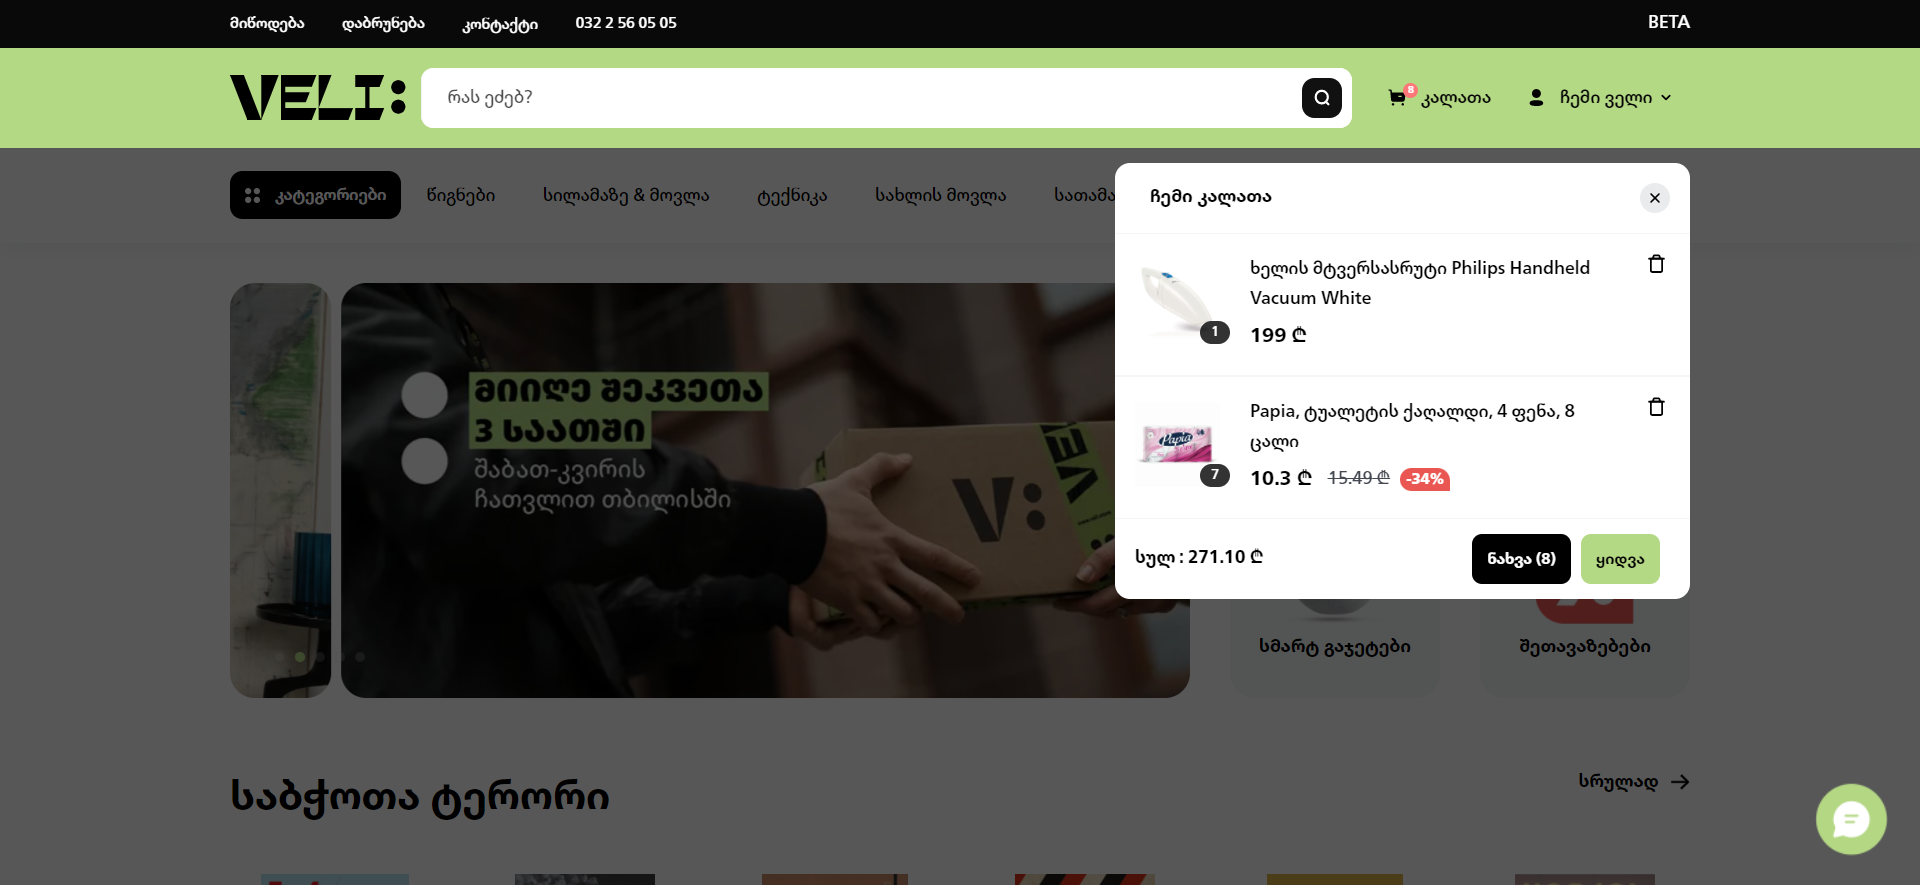 მიწოდება
დაბრუნება
კონტაქტი
032 2 56 05 05
BETA
VELI:
რას ეძებ?
8
კალათა
ჩემი ველი
კატეგორიები
წიგნები
სილამაზე & მოვლა
ტექნიკა
სახლის მოვლა
სათამა
ჩემი კალათა
ხელის მტვერსასრუტი Philips Handheld
Vacuum White
1
199 ₾
Papia, ტუალეტის ქაღალდი, 4 ფენა, 8
ცალი
Papia
7
10.3 ₾ 15.49 ₾ -34%
სულ : 271.10 ₾
ნახვა (8)
ყიდვა
მიიღე შეკვეთა
3 საათში
შაბათ-კვირის
ჩათვლით თბილისში
V:
სმარტ გაჯეტები
შეთავაზებები
საბჭოთა ტერორი
სრულად